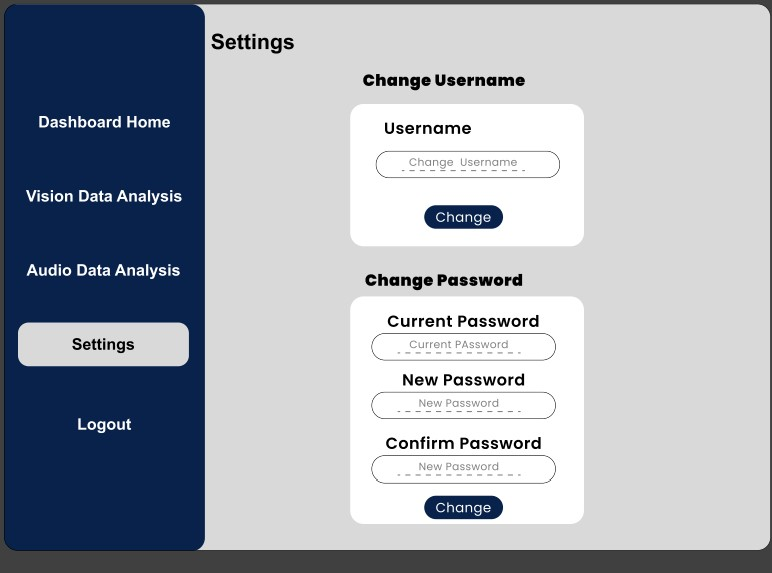 Settings
Dashboard Home
Vision Data Analysis
Audio Data Analysis
Settings
Logout
Change Username
Username
Change  Username
Change
Change Password
Current Password
Current PAssword
New Password
New Password
Confirm Password
New Password
Change